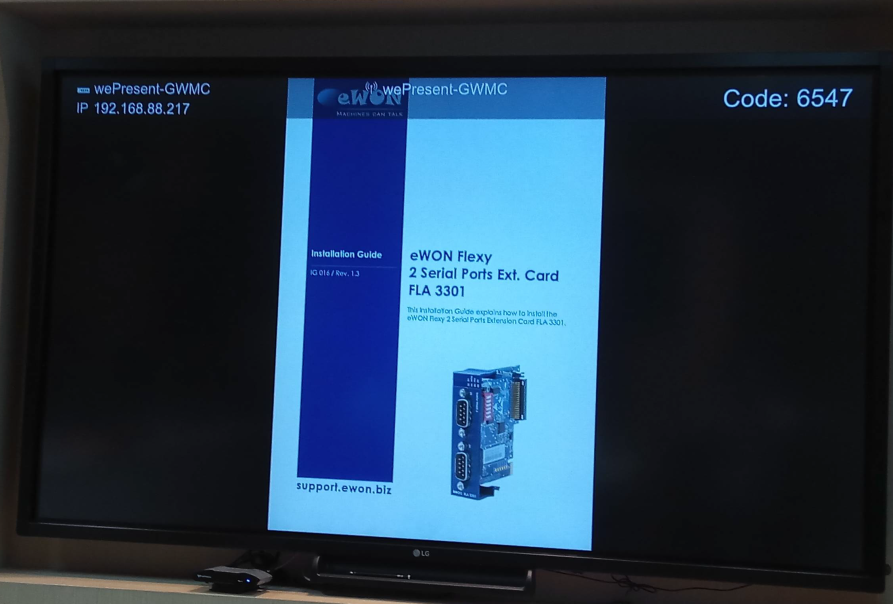 wePresent-GWMC
IP 192.168.88.217
eWON
MACHINES CAN TALK
wePresent-GWMC
Code: 6547
Installation Guide
IG 016 / Rev. 1.3
eWON Flexy
2 Serial Ports Ext. Card
FLA 3301
This Installation Guide explains how to install the
eWON Flexy 2 Serial Ports Extension Card FLA 3301.
support.ewon.biz
LG